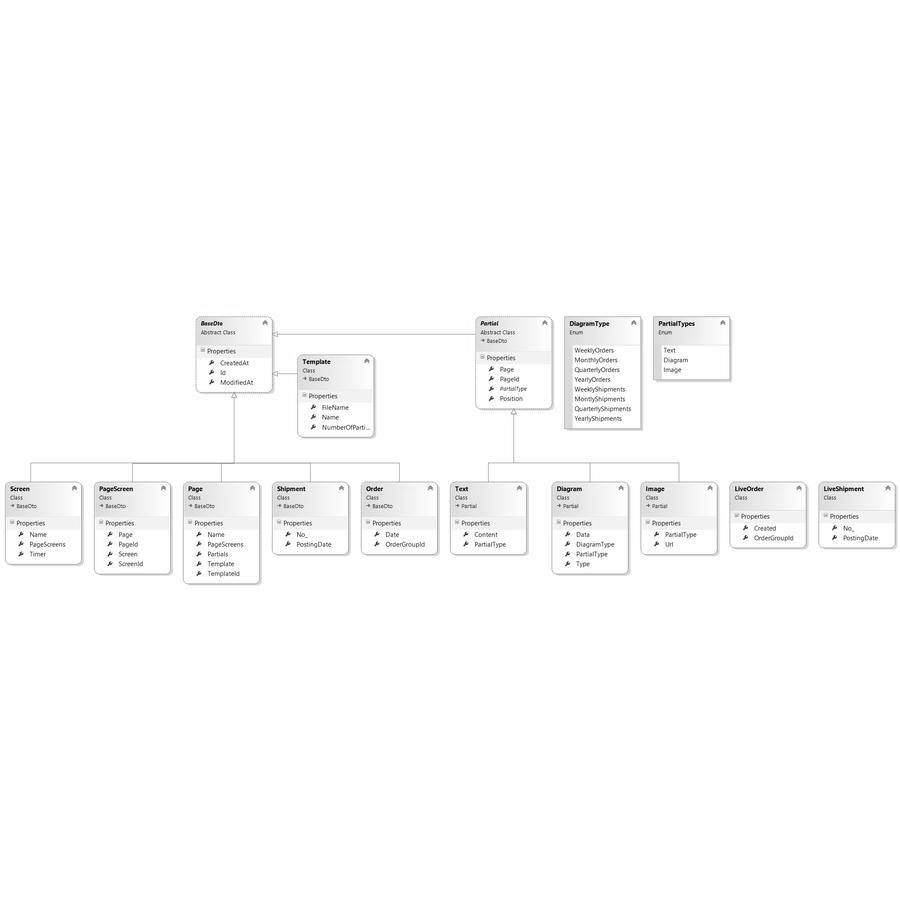 BaseDto
Abstract Class
Properties
CreatedAt
Id
ModifiedAt
Template
Class
BaseDto
Properties
FileName
Name
NumberOfParti...
Partial
Abstract Class
BaseDto
Properties
Page
PageId
PartialType
Position
DiagramType
Enum
WeeklyOrders
MonthlyOrders
QuarterlyOrders
YearlyOrders
WeeklyShipments
MontlyShipments
QuarterlyShipments
YearlyShipments
PartialTypes
Enum
Text
Diagram
Image
Screen
Class
BaseDto
Properties
Name
PageScreens
Timer
PageScreen
Class
BaseDto
Properties
Page
PageId
Screen
ScreenId
Page
Class
BaseDto
Properties
Name
PageScreens
Partials
Template
TemplateId
Shipment
Class
BaseDto
Properties
No_
PostingDate
Order
Class
BaseDto
Properties
Date
OrderGroupId
Text
Class
Partial
Properties
Content
PartialType
Diagram
Class
Partial
Properties
Data
DiagramType
PartialType
Type
Image
Class
Partial
Properties
PartialType
Url
LiveOrder
Class
Properties
Created
OrderGroupId
LiveShipment
Class
Properties
No_
PostingDate